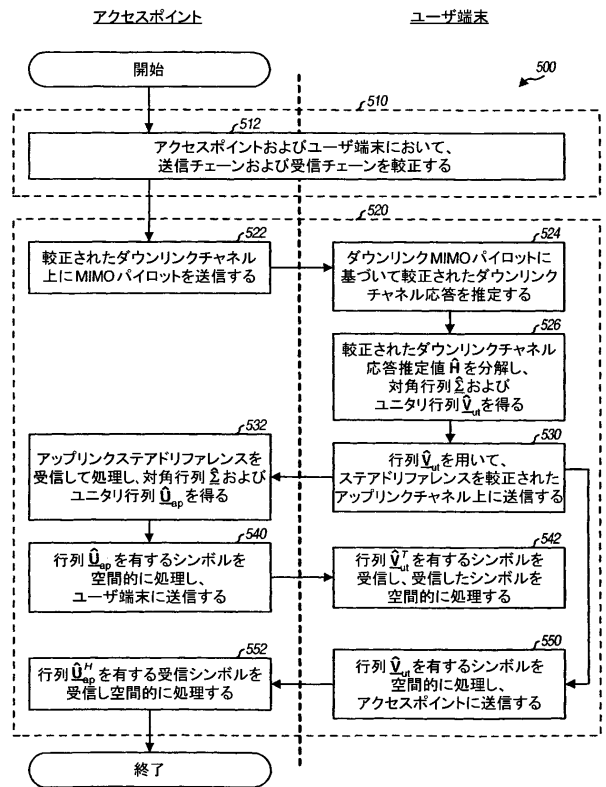 アクセスポイント
ユーザ端末
開始
500
510
512
アクセスポイントおよびユーザ端末において、
送信チェーンおよび受信チェーンを較正する
520
522
較正されたダウンリンクチャネル
上にMIMOパイロットを送信する
524
ダウンリンクMIMOパイロットに
基づいて較正されたダウンリンク
チャネル応答を推定する
526
較正されたダウンリンクチャネル
応答推定値 Ĥ を分解し、
対角行列 Σ̲̂ および
ユニタリ行列 V̲̂ut を得る
532
アップリンクステアドリファレンスを
受信して処理し、対角行列 Σ̲̂ および
ユニタリ行列 Û̲ap を得る
530
行列 V̲̂ut を用いて、
ステアドリファレンスを較正された
アップリンクチャネル上に送信する
540
行列 Û̲ap を有するシンボルを
空間的に処理し、
ユーザ端末に送信する
542
行列 V̲̂ut^T を有するシンボルを
受信し、受信したシンボルを
空間的に処理する
552
行列 Û̲ap^H を有する受信シンボルを
受信し空間的に処理する
550
行列 V̲̂ut を有するシンボルを
空間的に処理し、
アクセスポイントに送信する
終了